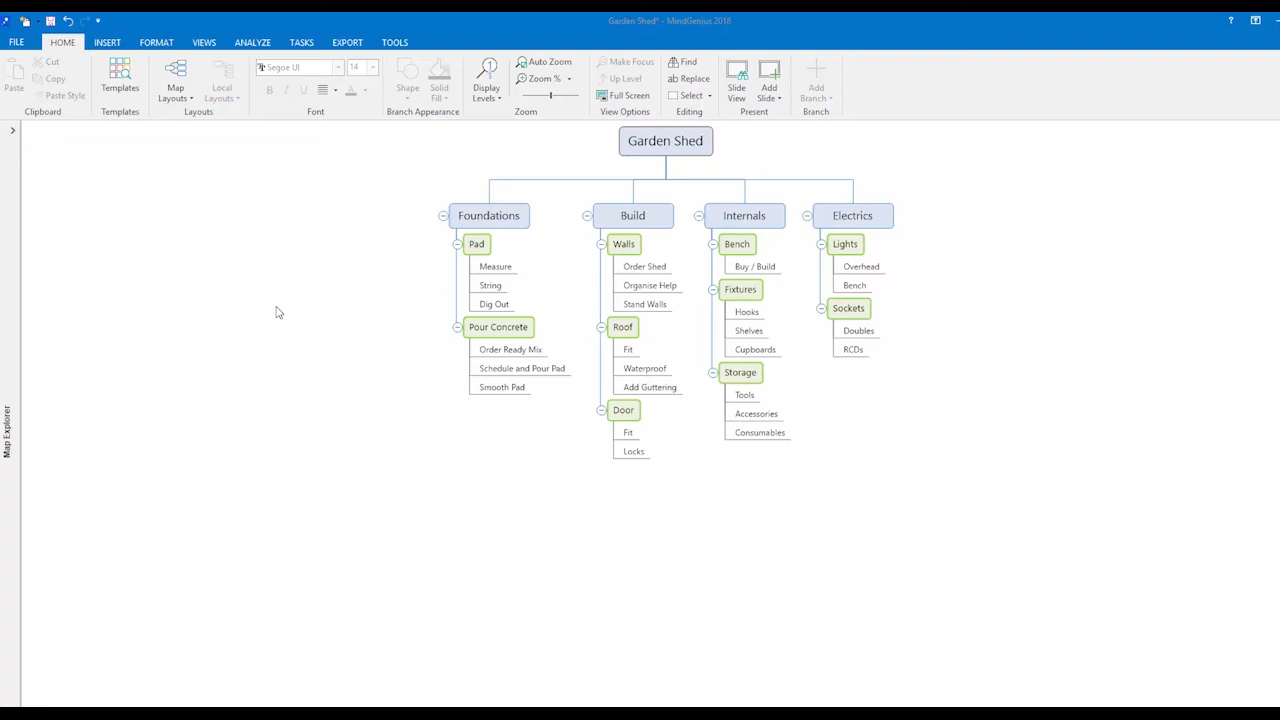 Garden Shed* - MindGenius 2018
?
FILE HOME INSERT FORMAT VIEWS ANALYZE TASKS EXPORT TOOLS
Paste
Cut
Copy
Paste Style
Clipboard
Templates
Templates
Map Layouts
Local Layouts
Layouts
Segoe UI 14
B I U A
Font
Shape
Solid Fill
Branch Appearance
Display Levels
Auto Zoom
Zoom %
Zoom
Make Focus
Up Level
Full Screen
View Options
Find
Replace
Select
Editing
Slide View
Add Slide
Present
Add Branch
Branch
Map Explorer
Garden Shed
Foundations
Pad
Measure
String
Dig Out
Pour Concrete
Order Ready Mix
Schedule and Pour Pad
Smooth Pad
Build
Walls
Order Shed
Organise Help
Stand Walls
Roof
Fit
Waterproof
Add Guttering
Door
Fit
Locks
Internals
Bench
Buy / Build
Fixtures
Hooks
Shelves
Cupboards
Storage
Tools
Accessories
Consumables
Electrics
Lights
Overhead
Bench
Sockets
Doubles
RCDs